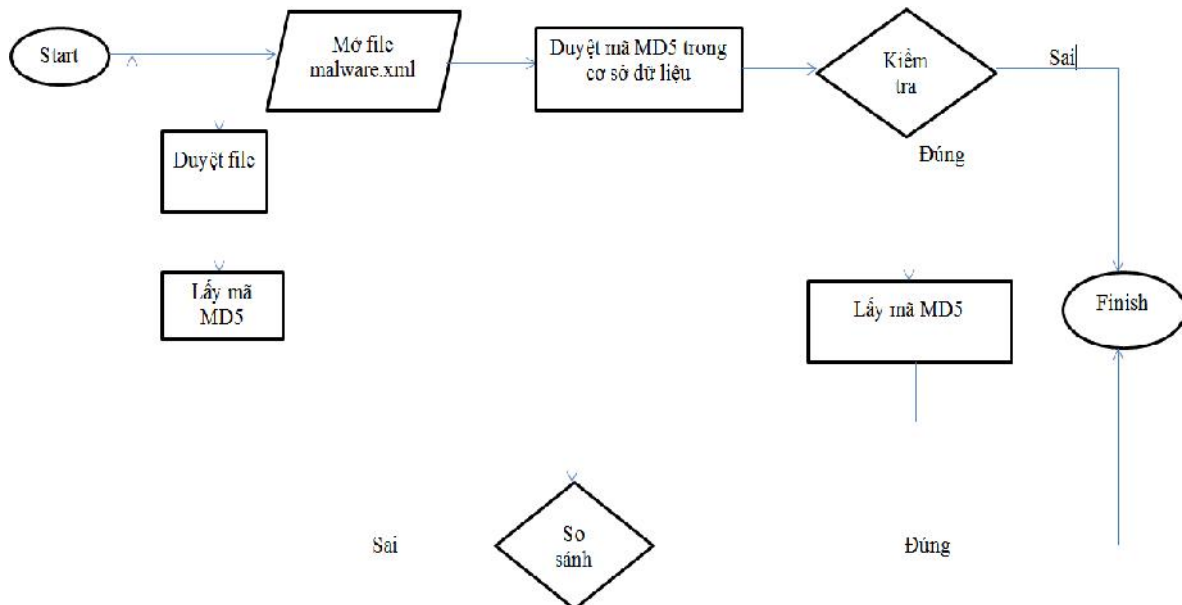 Start
Mở file
malware.xml
Duyệt mã MD5 trong
cơ sở dữ liệu
Kiểm
tra
Sai
Đúng
Duyệt file
Lấy mã
MD5
Lấy mã MD5
Finish
Sai
So
sánh
Đúng